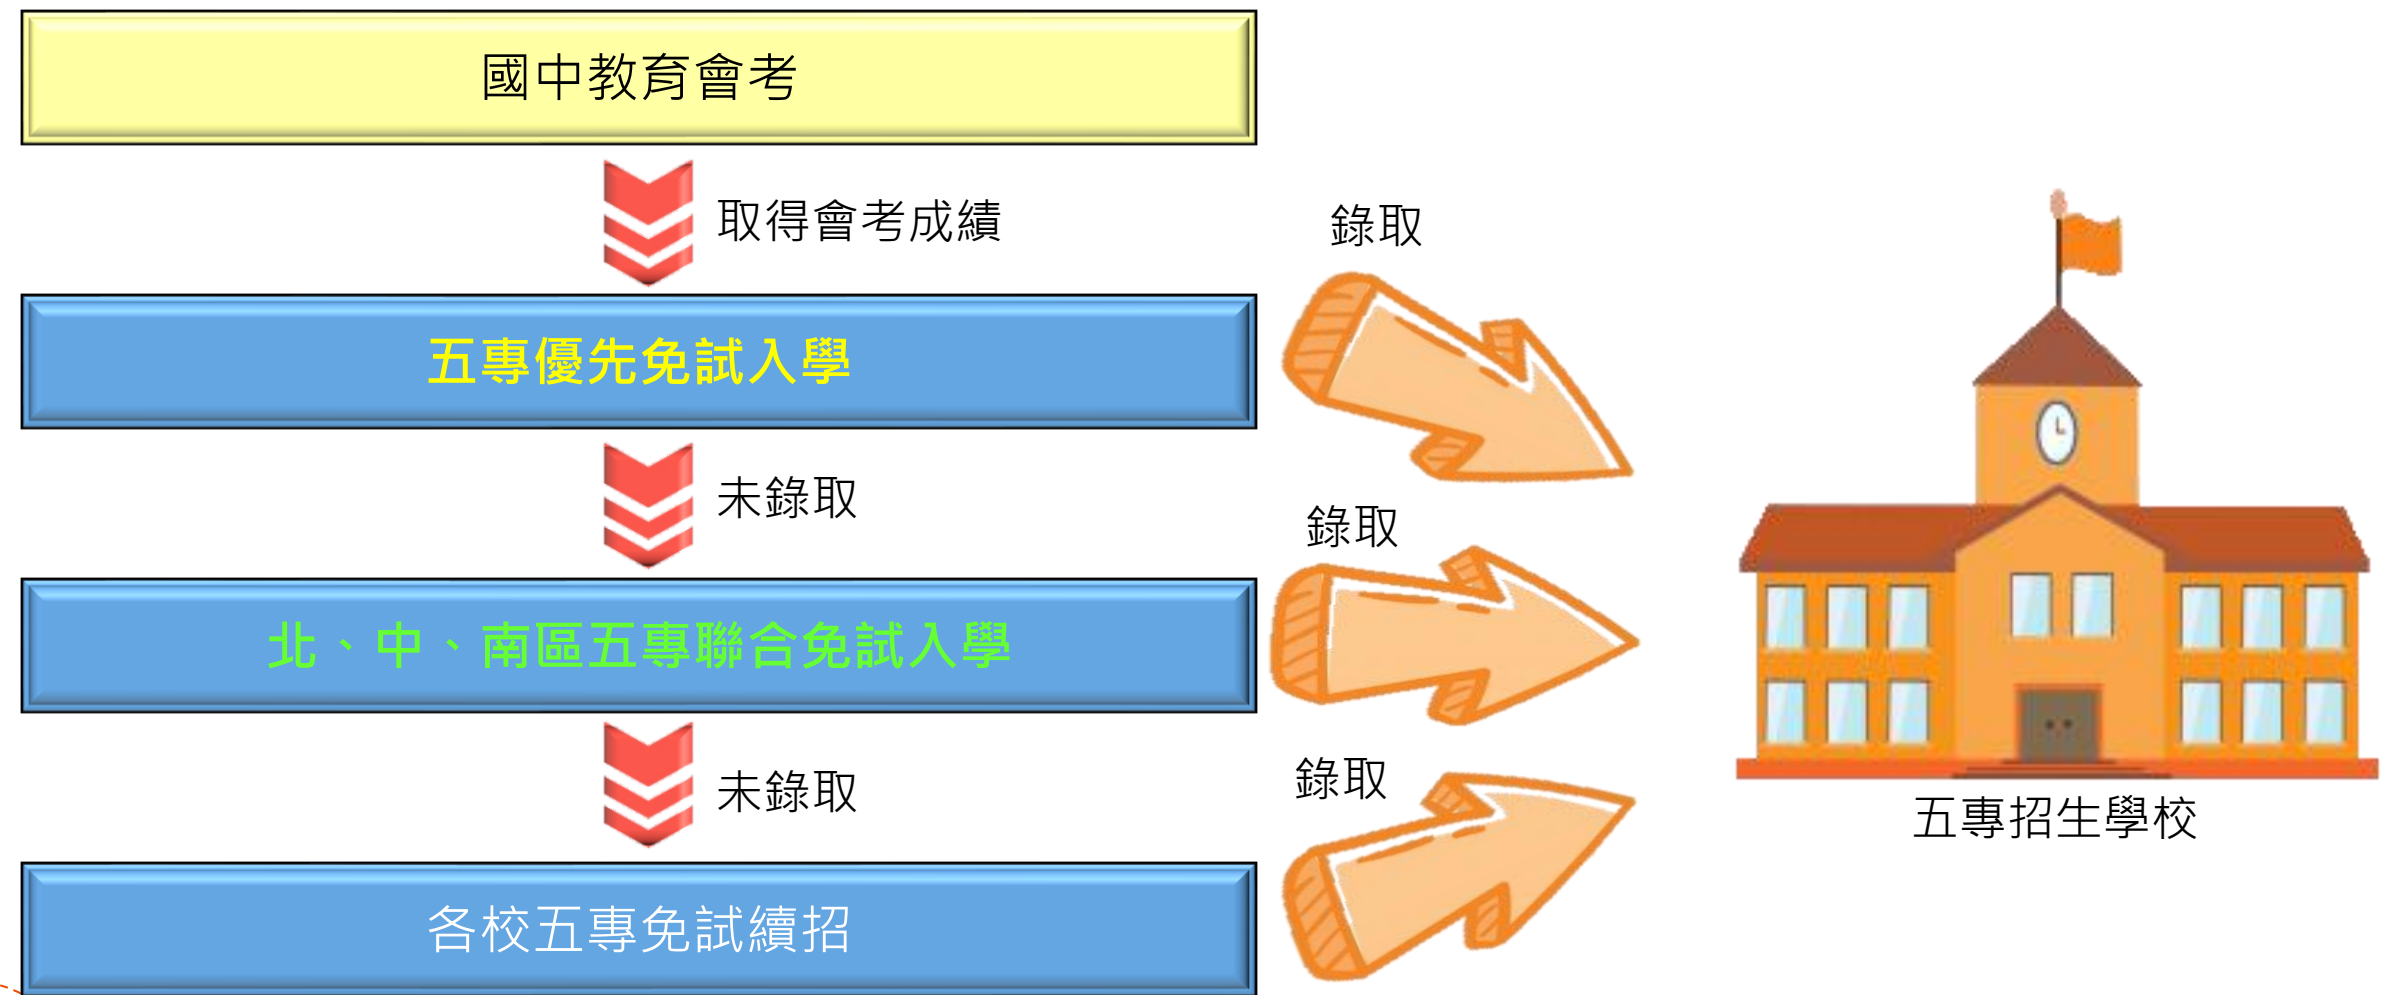 國中教育會考
取得會考成績
錄取
五專優先免試入學
未錄取
錄取
北、中、南區五專聯合免試入學
未錄取
錄取
五專招生學校
各校五專免試續招